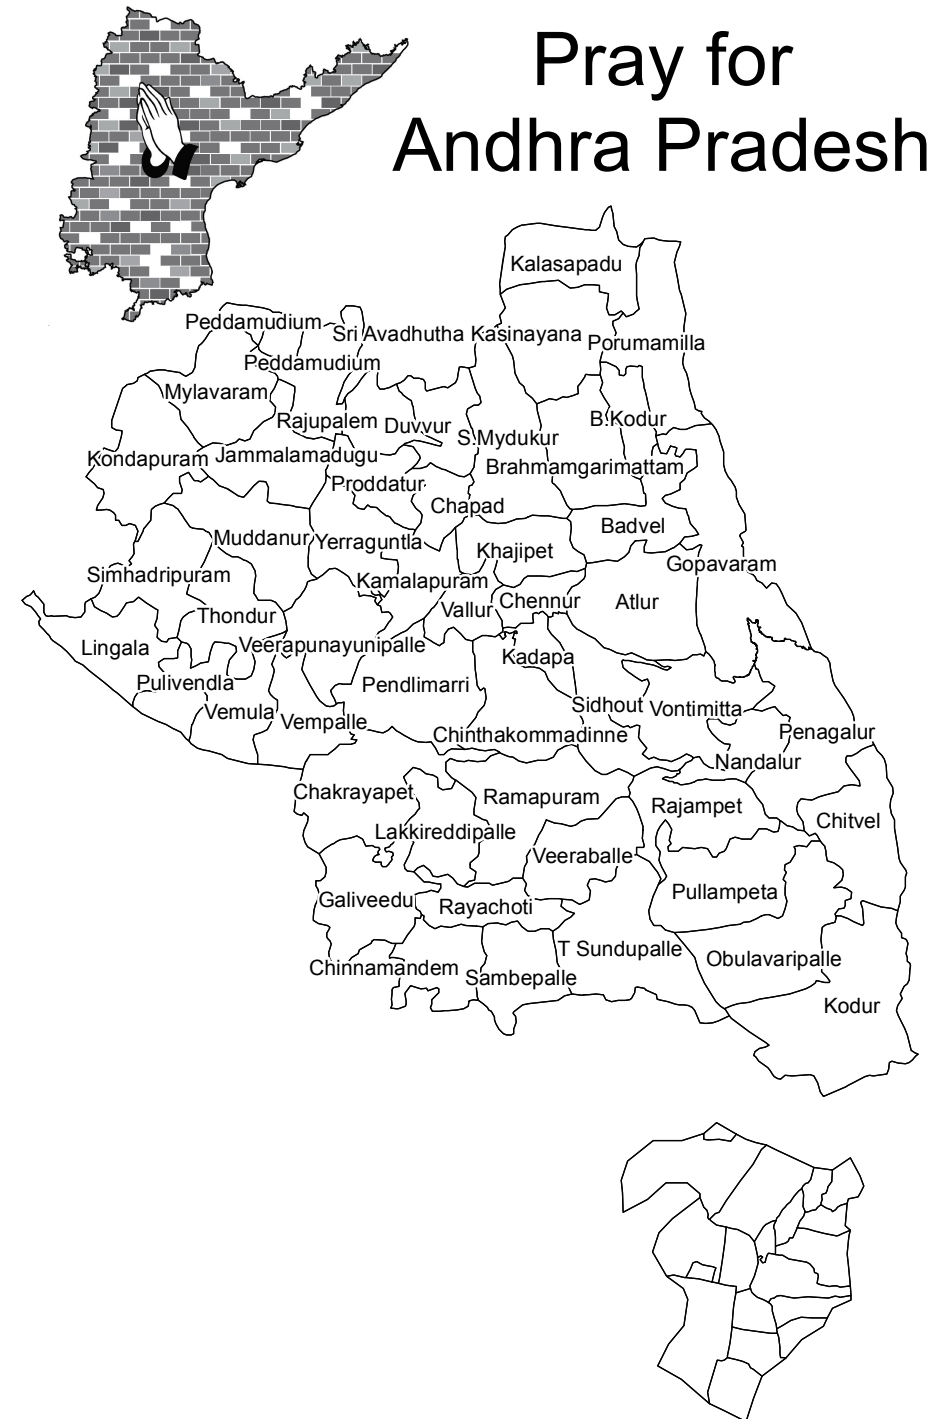 Pray for
Andhra Pradesh
Kalasapadu
Peddamudium
Sri Avadhutha Kasinayana
Porumamilla
Peddamudium
Mylavaram
Rajupalem
Duvvur
B.Kodur
S.Mydukur
Kondapuram
Jammalamadugu
Brahmamgarimattam
Proddatur
Chapad
Badvel
Muddanur
Yerraguntla
Khajipet
Gopavaram
Simhadripuram
Kamalapuram
Vallur
Chennur
Atlur
Thondur
Lingala
Veerapunayunipalle
Kadapa
Pulivendla
Pendlimarri
Sidhout
Vontimitta
Vemula
Vempalle
Chinthakommadinne
Penagalur
Nandalur
Chakrayapet
Ramapuram
Rajampet
Chitvel
Lakkireddipalle
Veeraballe
Galiveedu
Rayachoti
Pullampeta
T Sundupalle
Obulavaripalle
Chinnamandem
Sambepalle
Kodur